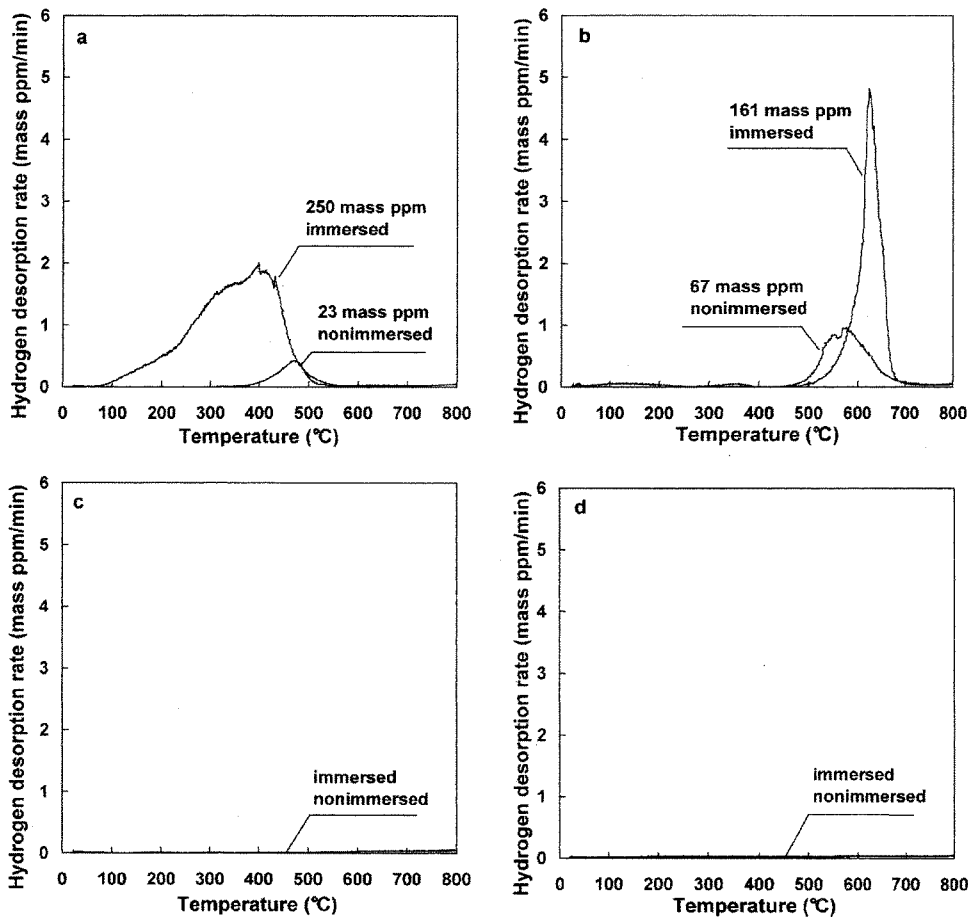 a
Hydrogen desorption rate (mass ppm/min)
6
5
4
3
2
1
0
250 mass ppm
immersed
23 mass ppm
nonimmersed
0 100 200 300 400 500 600 700 800
Temperature (°C)
b
Hydrogen desorption rate (mass ppm/min)
6
5
4
3
2
1
0
161 mass ppm
immersed
67 mass ppm
nonimmersed
0 100 200 300 400 500 600 700 800
Temperature (°C)
c
Hydrogen desorption rate (mass ppm/min)
6
5
4
3
2
1
0
immersed
nonimmersed
0 100 200 300 400 500 600 700 800
Temperature (°C)
d
Hydrogen desorption rate (mass ppm/min)
6
5
4
3
2
1
0
immersed
nonimmersed
0 100 200 300 400 500 600 700 800
Temperature (°C)